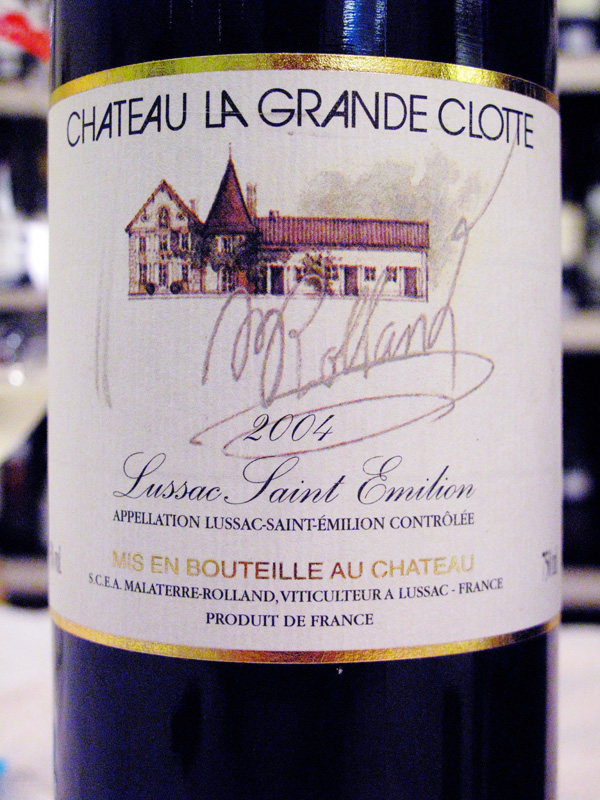 CHATEAU LA GRANDE CLOTTE
M Rolland
2004
Lussac Saint Emilion
APPELLATION LUSSAC-SAINT-ÉMILION CONTRÔLÉE
MIS EN BOUTEILLE AU CHATEAU
S.C.E.A. MALATERRE-ROLLAND, VITICULTEUR A LUSSAC - FRANCE
PRODUIT DE FRANCE